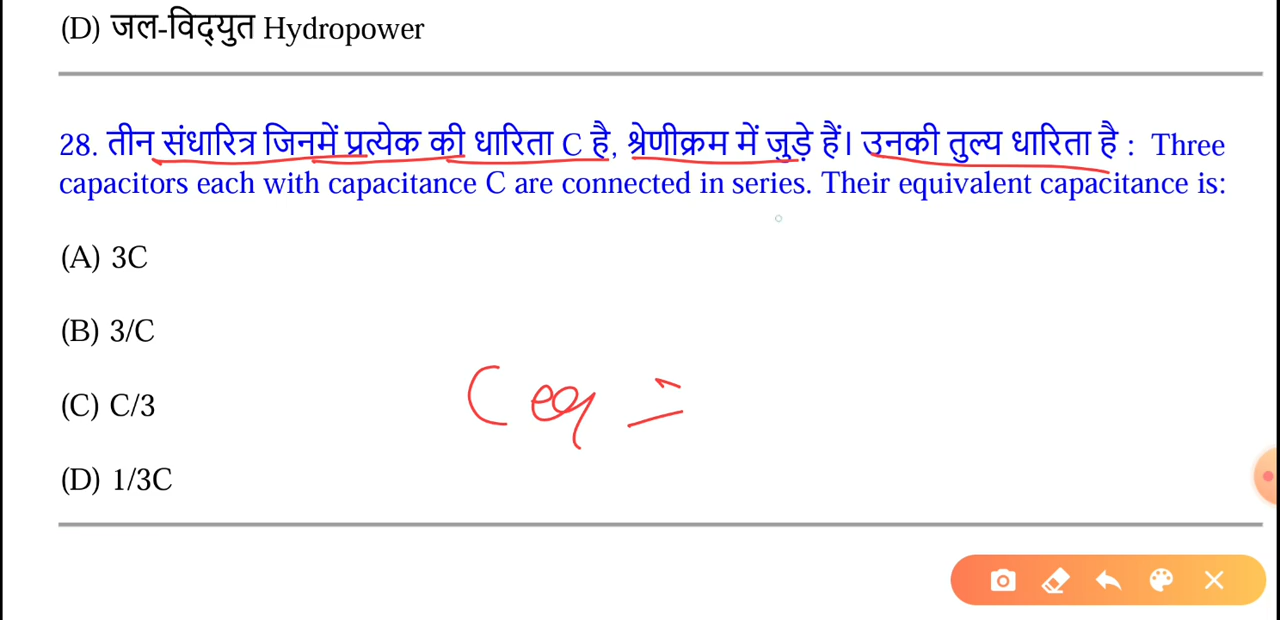 (D) जल-विद्युत Hydropower
28. तीन संधारित्र जिनमें प्रत्येक की धारिता C है, श्रेणीक्रम में जुड़े हैं। उनकी तुल्य धारिता है : Three
capacitors each with capacitance C are connected in series. Their equivalent capacitance is:
(A) 3C
(B) 3/C
(C) C/3
C eq =
(D) 1/3C